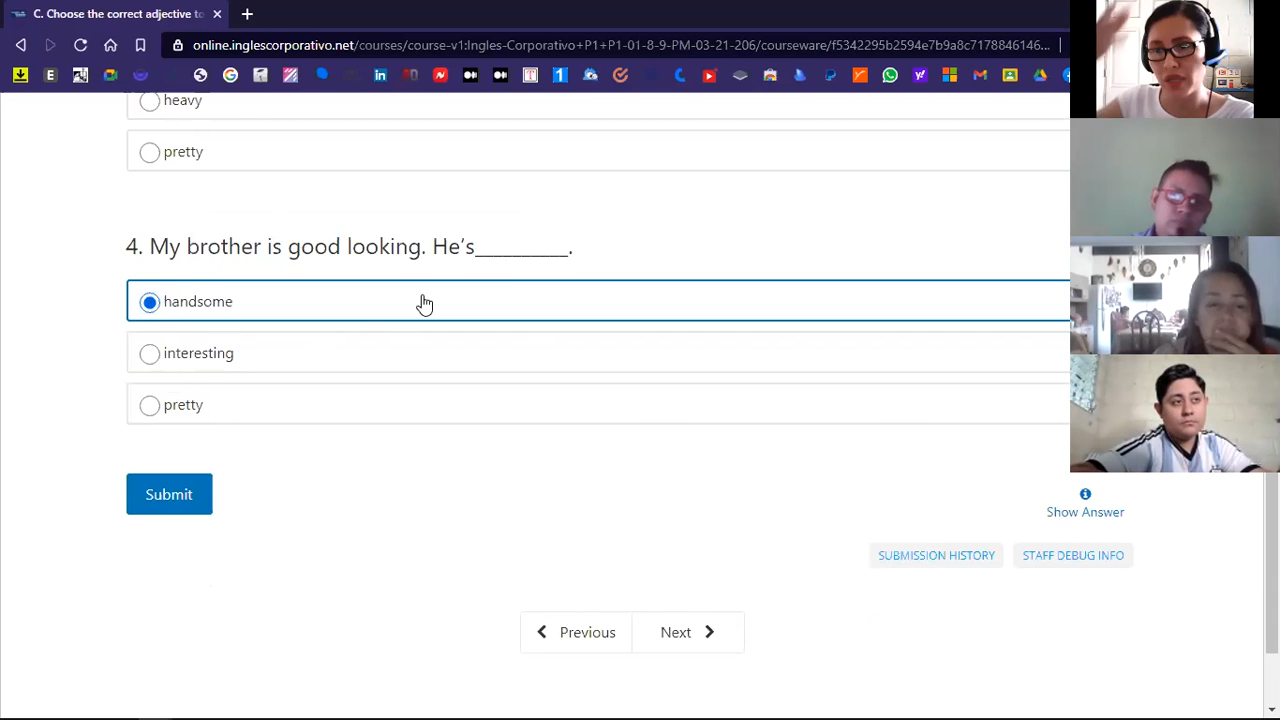 C. Choose the correct adjective to
online.inglescorporativo.net/courses/course-v1:Ingles-Corporativo+P1+P1-01-8-9-PM-03-21-206/courseware/f5342295b2594e7b9a8c7178846146...
heavy
pretty
4. My brother is good looking. He's__________.
handsome
interesting
pretty
Submit
Show Answer
SUBMISSION HISTORY
STAFF DEBUG INFO
Previous
Next